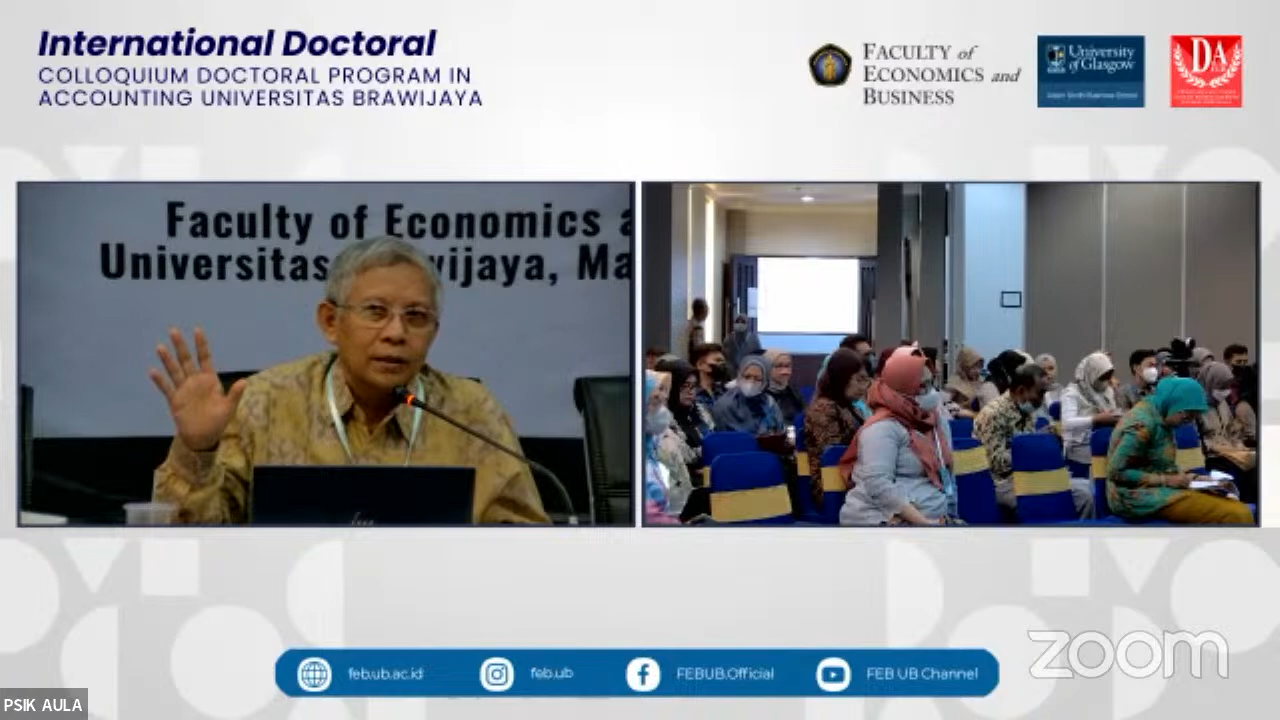 International Doctoral
COLLOQUIUM DOCTORAL PROGRAM IN
ACCOUNTING UNIVERSITAS BRAWIJAYA
FACULTY of
ECONOMICS and
BUSINESS
University
of Glasgow
DA
Faculty of Economics a
Universitas wijaya, Ma
feb.ub.ac.id
feb.ub
FEBUB.Official
FEB UB Channel
zoom
PSIK AULA